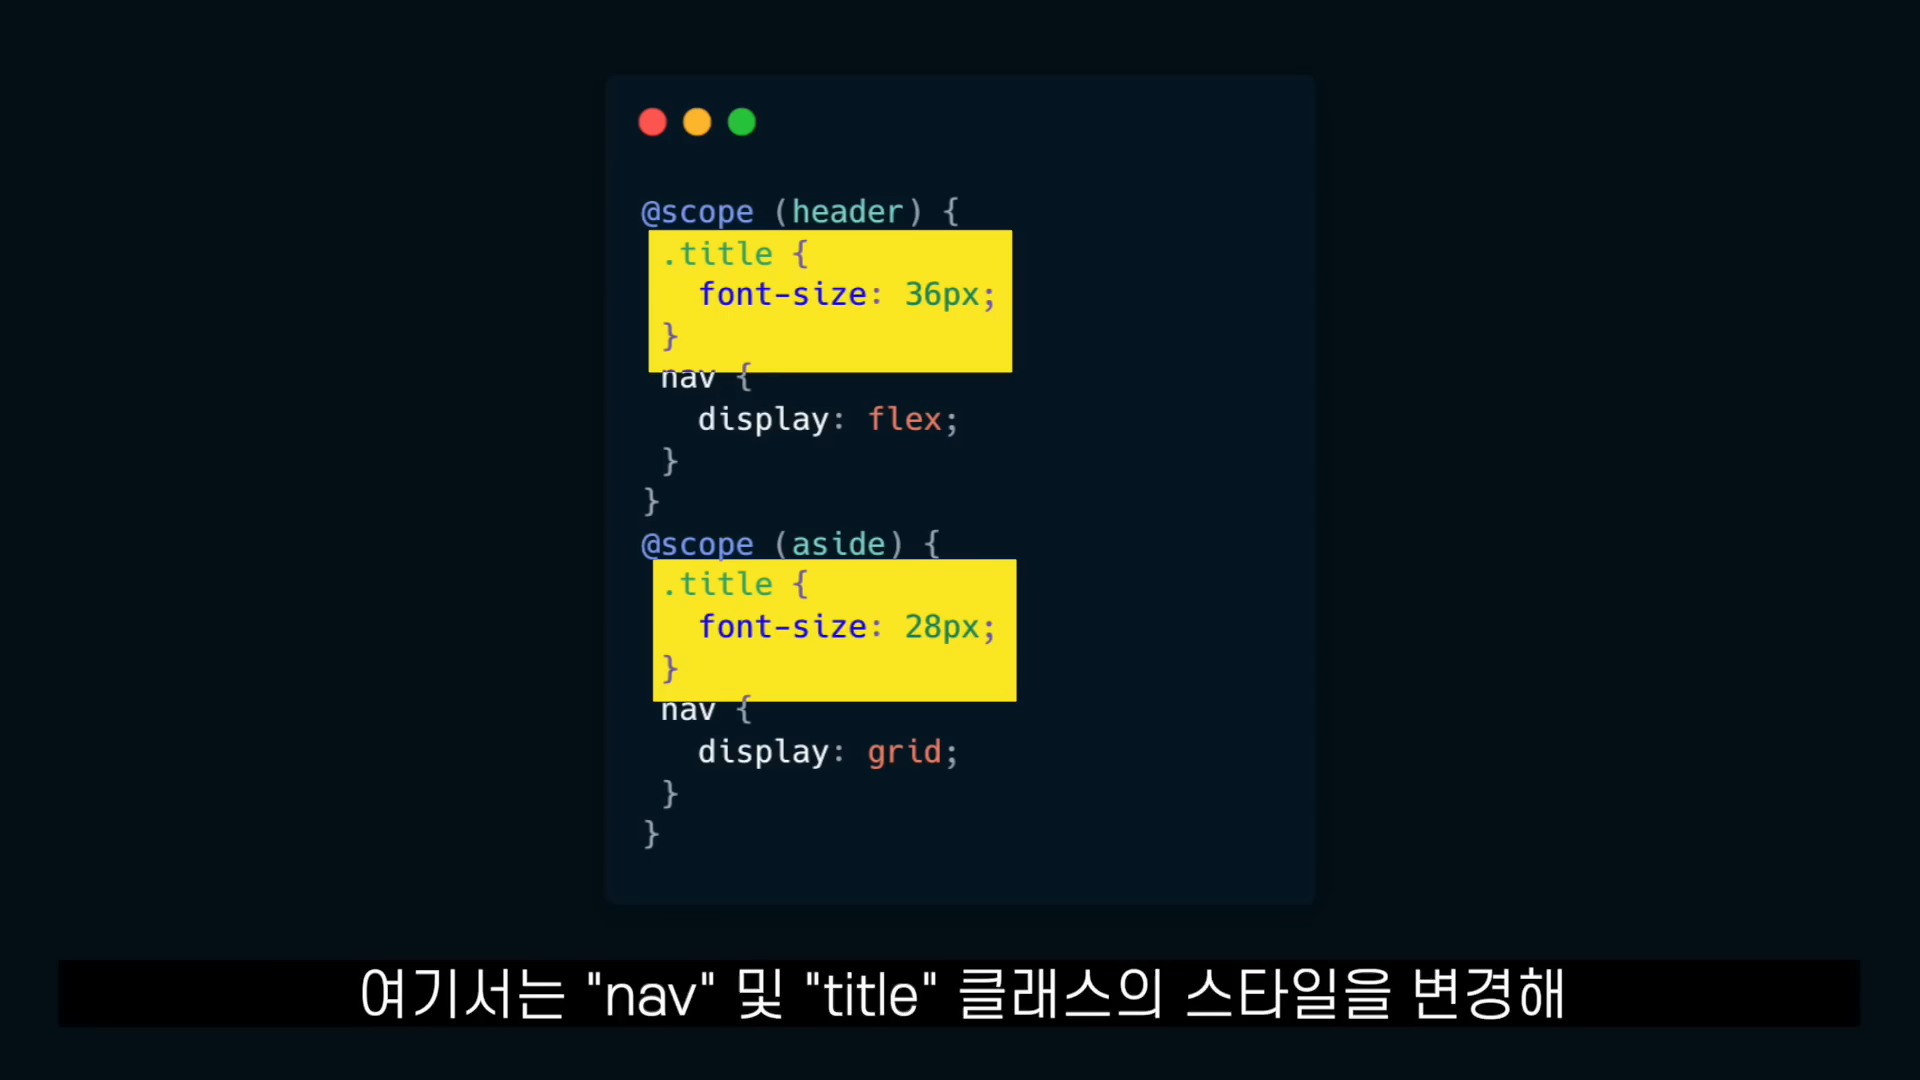 @scope (header) {
.title {
font-size: 36px;
}
nav {
display: flex;
}
}
@scope (aside) {
.title {
font-size: 28px;
}
nav {
display: grid;
}
}
여기서는 "nav" 및 "title" 클래스의 스타일을 변경해